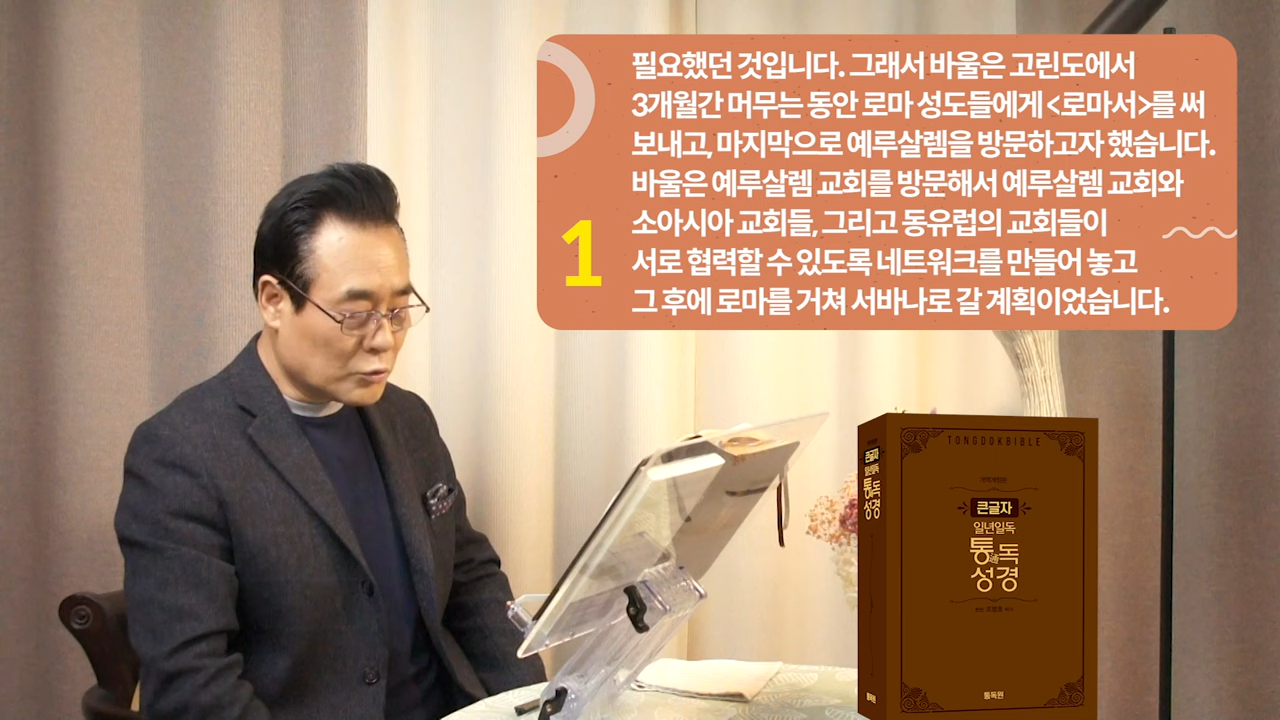 필요했던 것입니다. 그래서 바울은 고린도에서
3개월간 머무는 동안 로마 성도들에게 <로마서>를 써
보내고, 마지막으로 예루살렘을 방문하고자 했습니다.
바울은 예루살렘 교회를 방문해서 예루살렘 교회와
소아시아 교회들, 그리고 동유럽의 교회들이
1
서로 협력할 수 있도록 네트워크를 만들어 놓고
그 후에 로마를 거쳐 서바나로 갈 계획이었습니다.
TONGDOKBIBLE
큰글자
일년일독
통독
성경
통독원
큰글자
일년일독
통독
성경
통독원